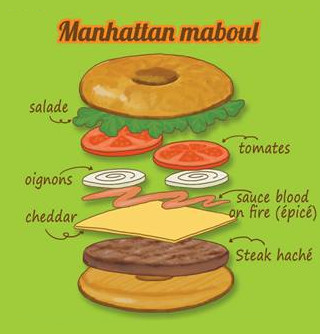 Manhattan maboul
salade
tomates
oignons
sauce blood
on fire (épicé)
cheddar
Steak haché